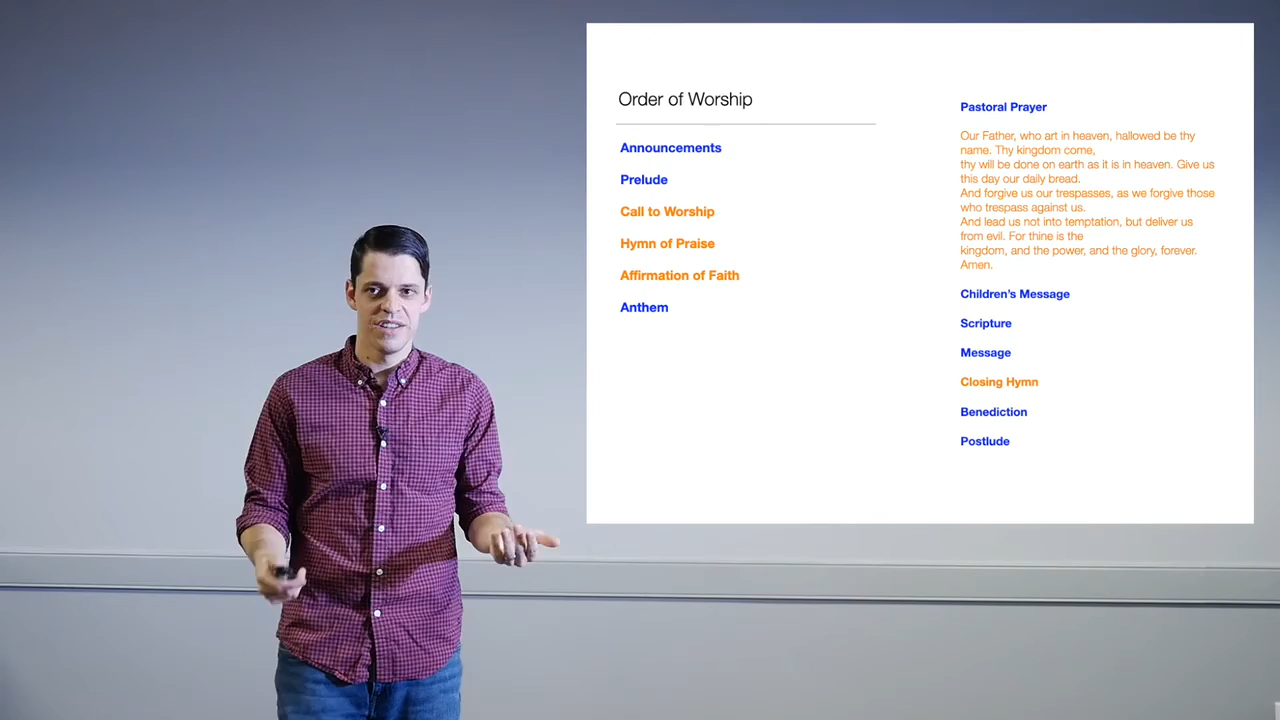 Order of Worship
Announcements
Prelude
Call to Worship
Hymn of Praise
Affirmation of Faith
Anthem
Pastoral Prayer
Our Father, who art in heaven, hallowed be thy
name. Thy kingdom come,
thy will be done on earth as it is in heaven. Give us
this day our daily bread.
And forgive us our trespasses, as we forgive those
who trespass against us.
And lead us not into temptation, but deliver us
from evil. For thine is the
kingdom, and the power, and the glory, forever.
Amen.
Children’s Message
Scripture
Message
Closing Hymn
Benediction
Postlude